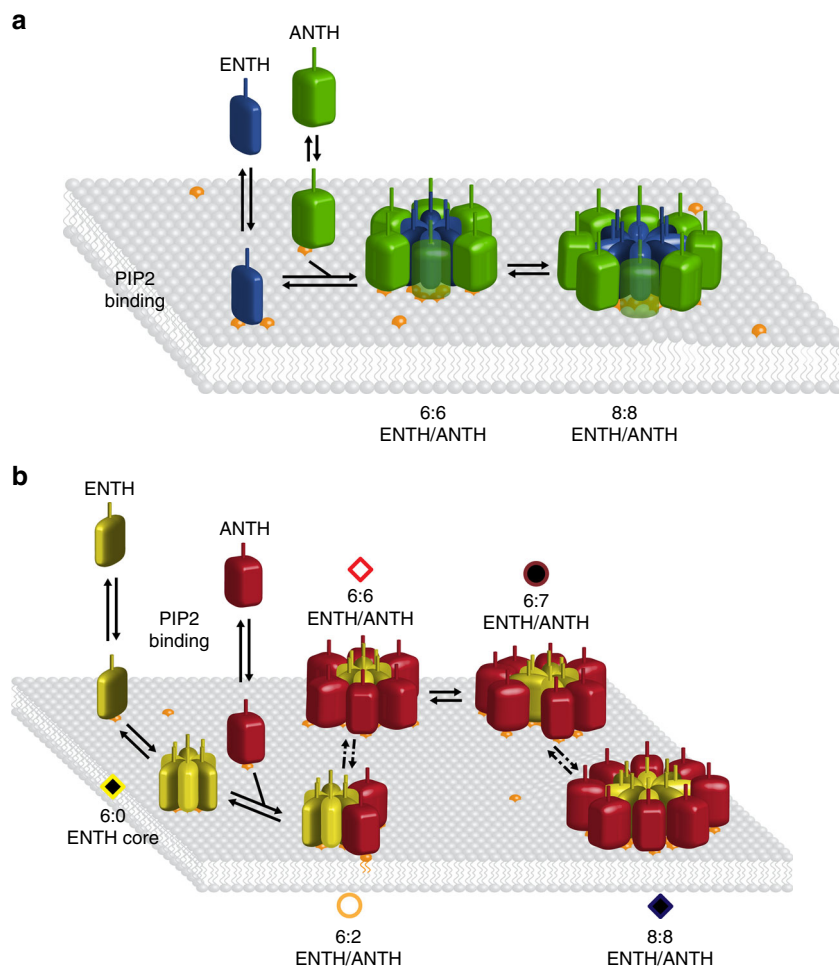 a
ANTH
ENTH
PIP2
binding
6:6
ENTH/ANTH
8:8
ENTH/ANTH
b
ENTH
ANTH
PIP2
binding
6:6
ENTH/ANTH
6:7
ENTH/ANTH
6:0
ENTH core
6:2
ENTH/ANTH
8:8
ENTH/ANTH